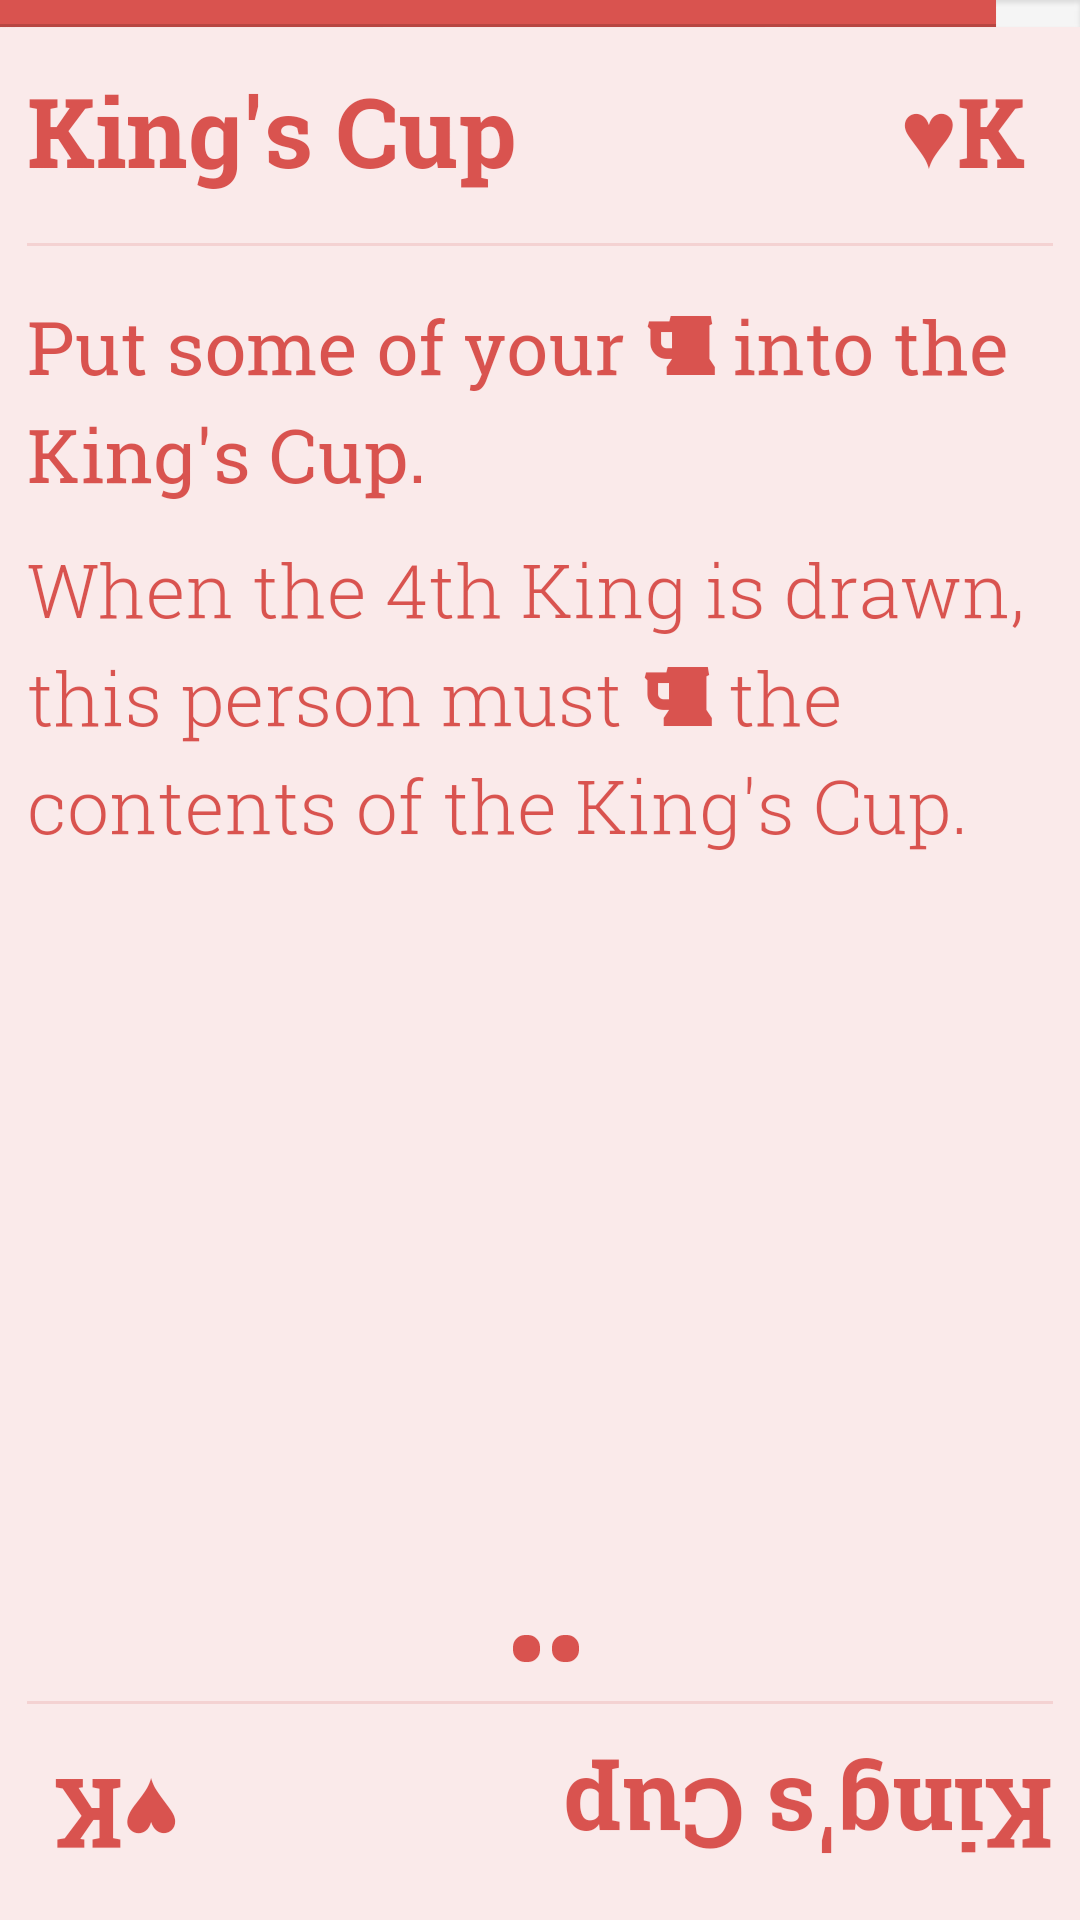 King's Cup ♥K
Put some of your into the
King's Cup.
When the 4th King is drawn,
this person must the
contents of the King's Cup.
King's Cup ♥K